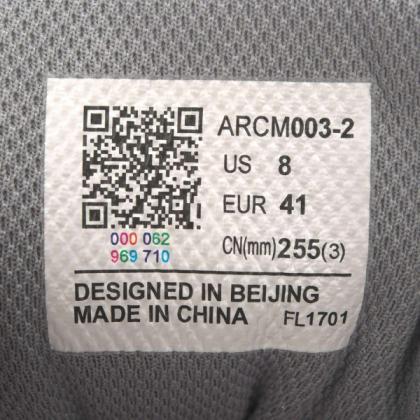 ARCM003-2
US 8
EUR 41
CN(mm)255(3)
000 062
969 710
DESIGNED IN BEIJING
MADE IN CHINA FL1701